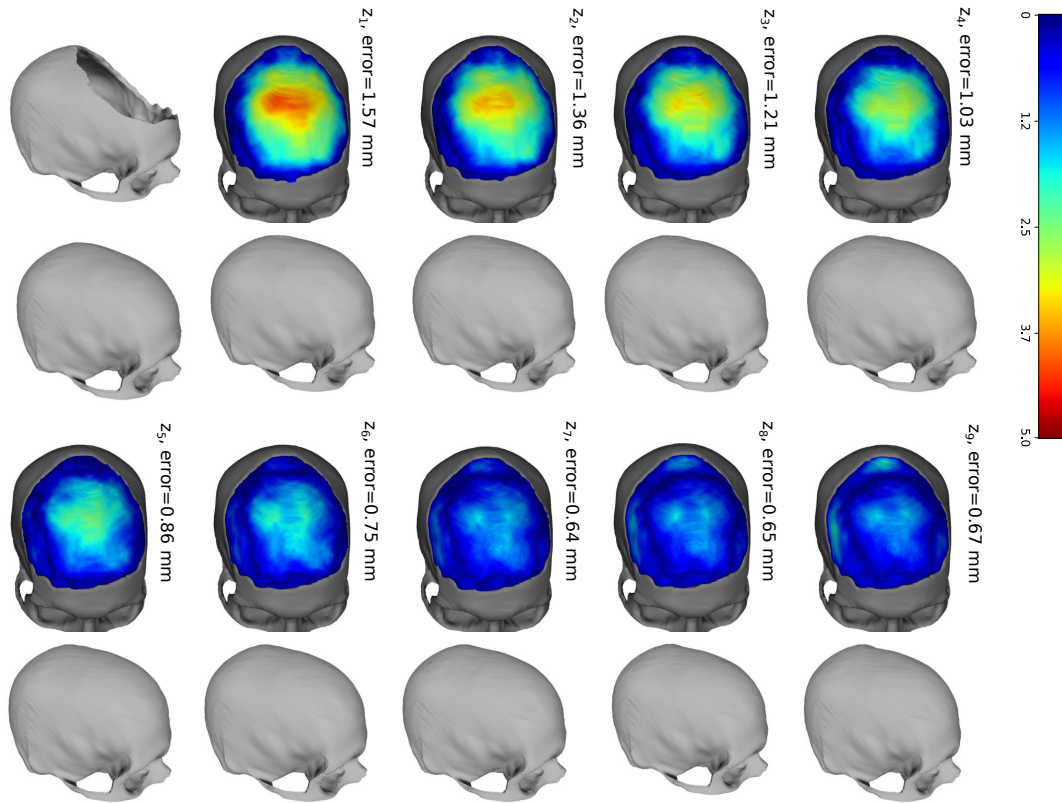 z₁, error=1.57 mm
z₂, error=1.36 mm
z₃, error=1.21 mm
z₄, error=1.03 mm
0
1.2
2.5
3.7
5.0
z₅, error=0.86 mm
z₆, error=0.75 mm
z₇, error=0.64 mm
z₈, error=0.65 mm
z₉, error=0.67 mm